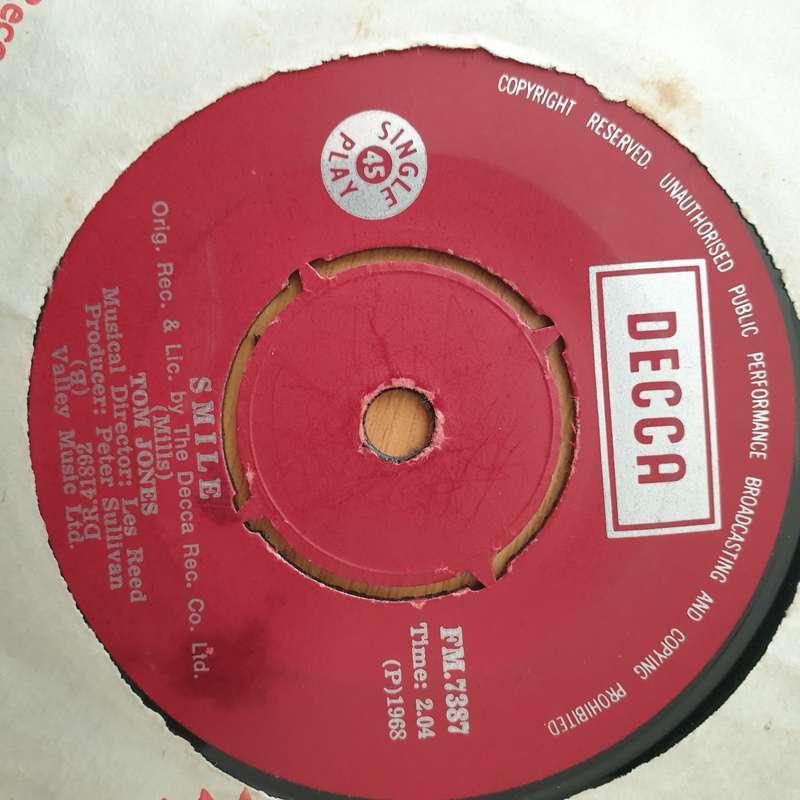 COPYRIGHT RESERVED. UNAUTHORISED PUBLIC PERFORMANCE BROADCASTING AND COPYING PROHIBITED.
DECCA
SINGLE
45
PLAY
FM.7387
Time: 2.04
(P)1968
SMILE
Orig. Rec. & Lic. by The Decca Rec. Co. Ltd.
(Mills)
TOM JONES
Musical Director: Les Reed
Producer: Peter Sullivan
DR.41892
(B)
Valley Music Ltd.